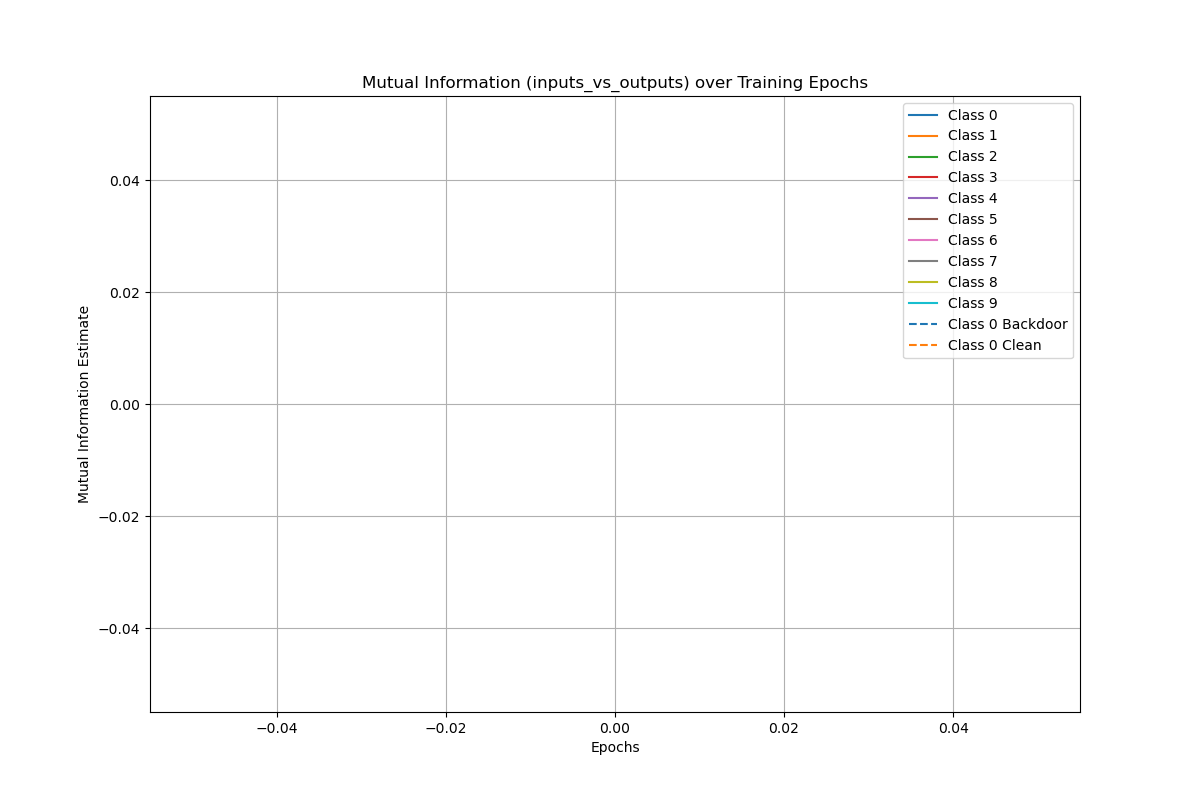 Mutual Information (inputs_vs_outputs) over Training Epochs
Class 0
Class 1
Class 2
Class 3
Class 4
Class 5
Class 6
Class 7
Class 8
Class 9
Class 0 Backdoor
Class 0 Clean
Mutual Information Estimate
0.04
0.02
0.00
−0.02
−0.04
−0.04 −0.02 0.00 0.02 0.04
Epochs